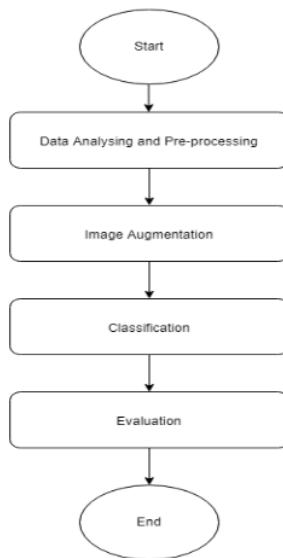 Start
Data Analysing and Pre-processing
Image Augmentation
Classification
Evaluation
End